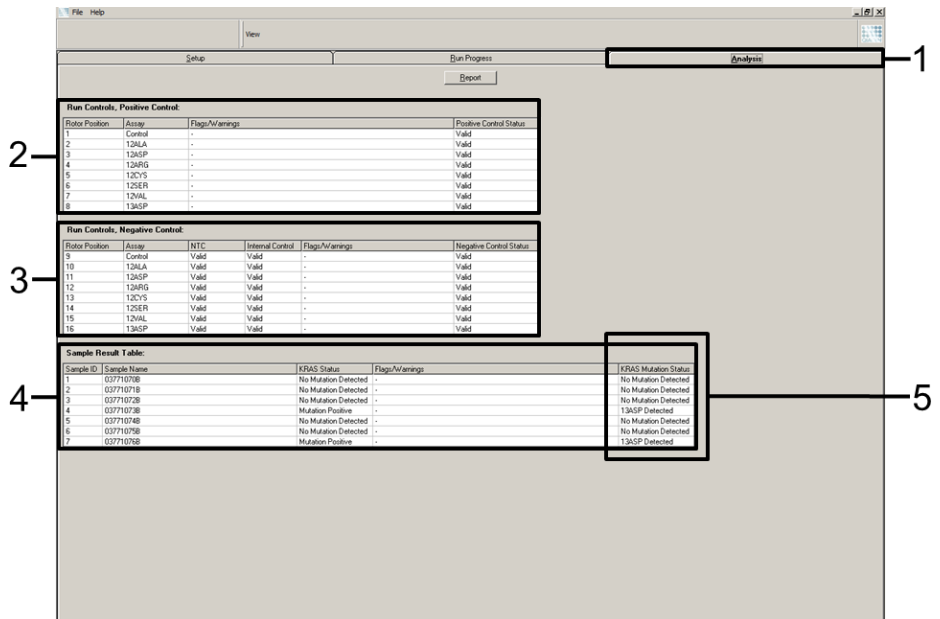 File Help
View
Setup Run Progress Analysis
1
Report
Run Controls, Positive Control:
Rotor Position Assay Flags/Warnings Positive Control Status
1 Control - Valid
2 12ALA - Valid
3 12ASP - Valid
4 12ARG - Valid
5 12CYS - Valid
6 12SER - Valid
7 12VAL - Valid
8 13ASP - Valid
2
Run Controls, Negative Control:
Rotor Position Assay NTC Internal Control Flags/Warnings Negative Control Status
9 Control Valid Valid - Valid
10 12ALA Valid Valid - Valid
11 12ASP Valid Valid - Valid
12 12ARG Valid Valid - Valid
13 12CYS Valid Valid - Valid
14 12SER Valid Valid - Valid
15 12VAL Valid Valid - Valid
16 13ASP Valid Valid - Valid
3
Sample Result Table:
Sample ID Sample Name KRAS Status Flags/Warnings KRAS Mutation Status
1 03771070B No Mutation Detected - No Mutation Detected
2 03771071B No Mutation Detected - No Mutation Detected
3 03771072B No Mutation Detected - No Mutation Detected
4 03771073B Mutation Positive - 13ASP Detected
5 03771074B No Mutation Detected - No Mutation Detected
6 03771075B No Mutation Detected - No Mutation Detected
7 03771076B Mutation Positive - 13ASP Detected
4
5